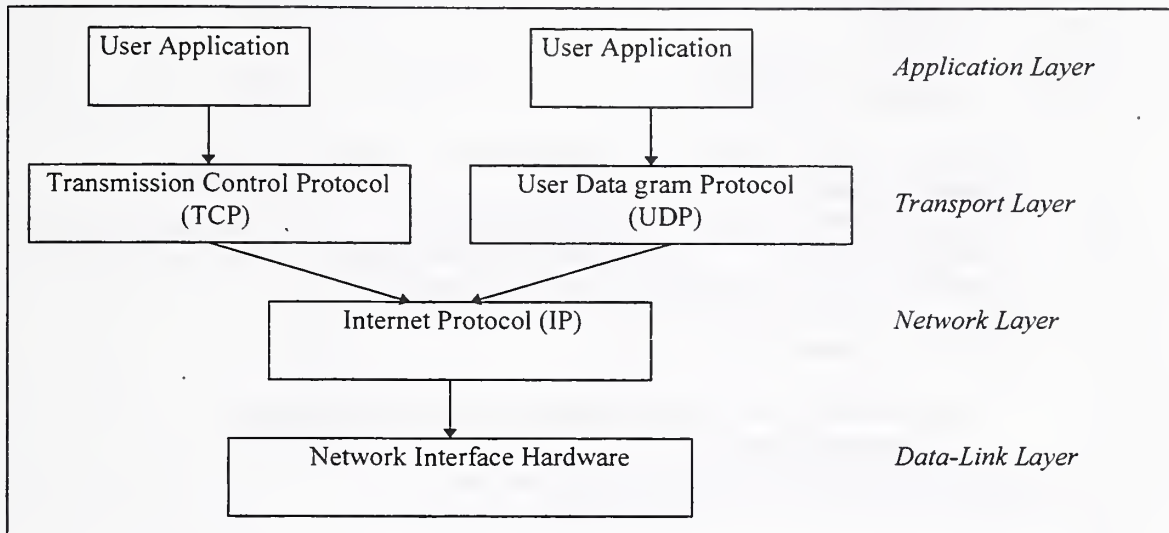 User Application
User Application
Application Layer
Transmission Control Protocol
(TCP)
User Data gram Protocol
(UDP)
Transport Layer
Internet Protocol (IP)
Network Layer
Network Interface Hardware
Data-Link Layer